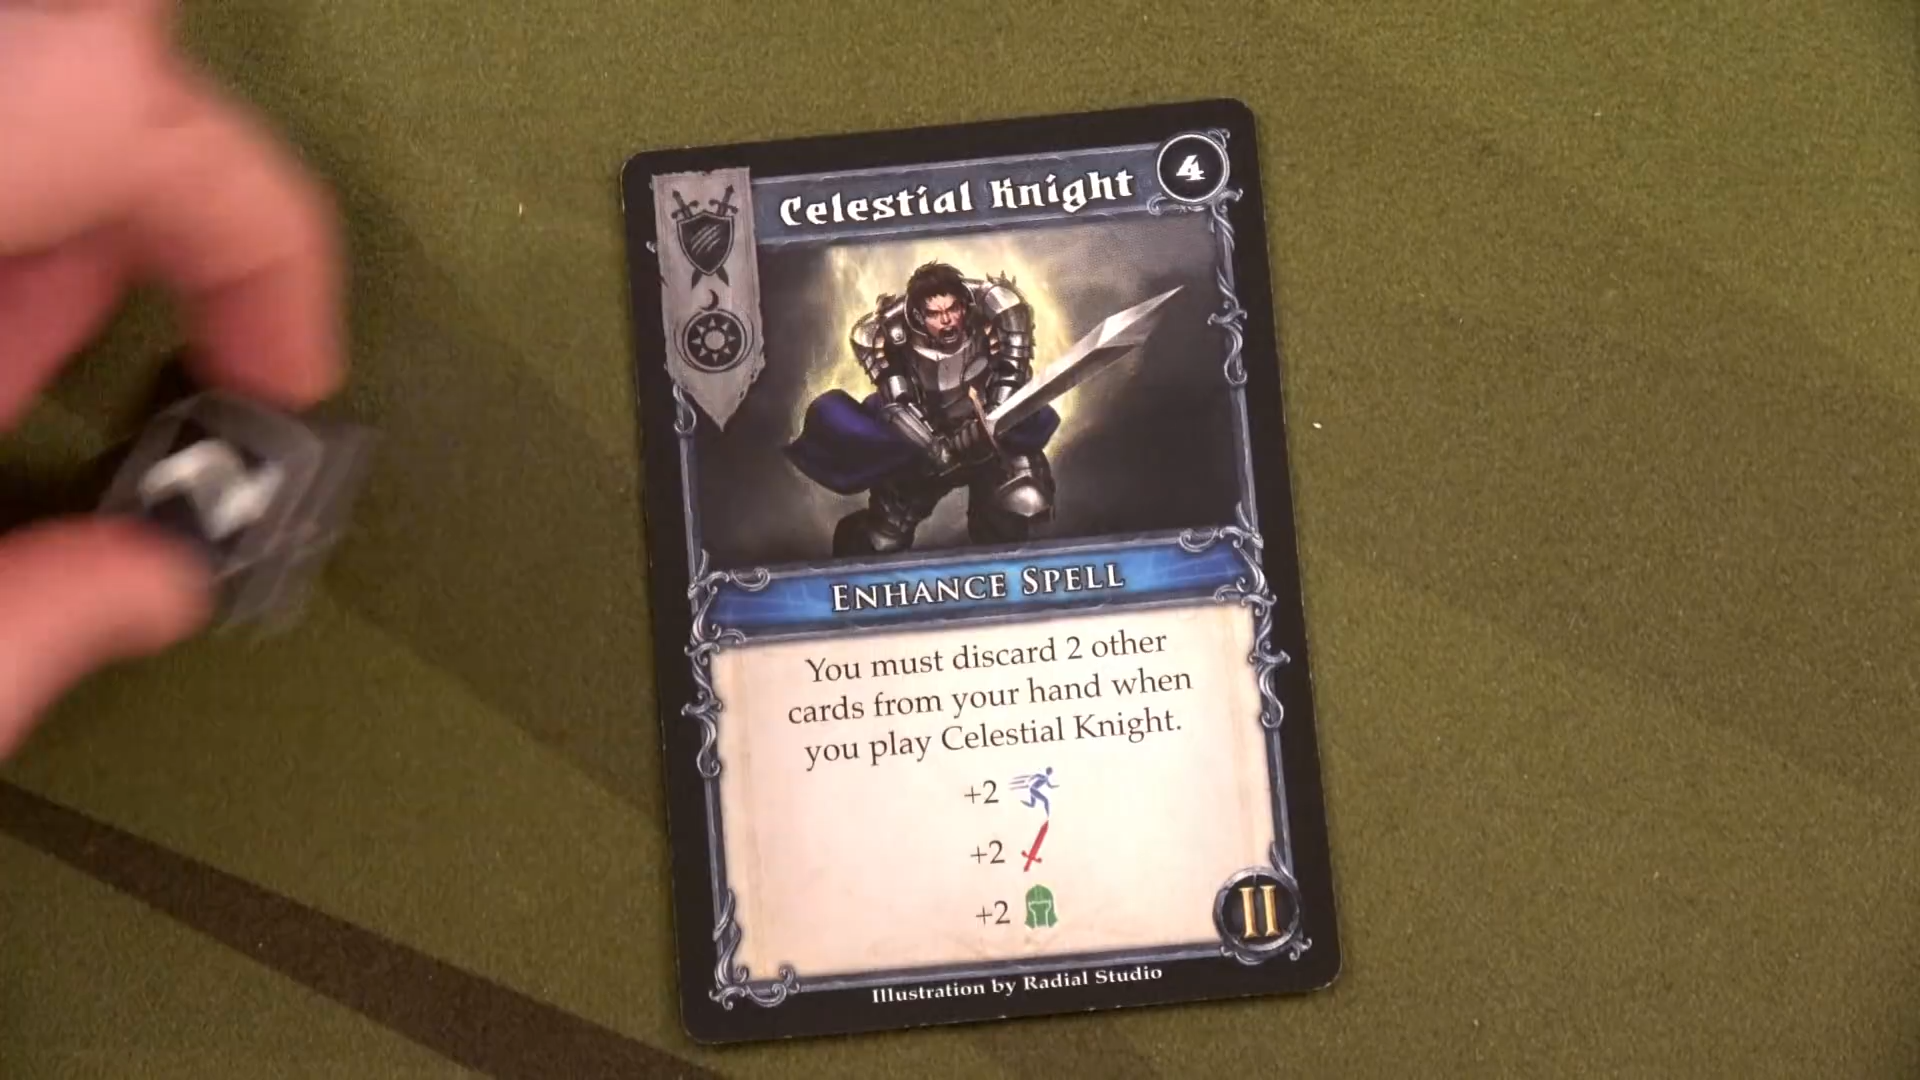 Celestial Knight
4
ENHANCE SPELL
You must discard 2 other
cards from your hand when
you play Celestial Knight.
+2
+2
+2
II
Illustration by Radial Studio